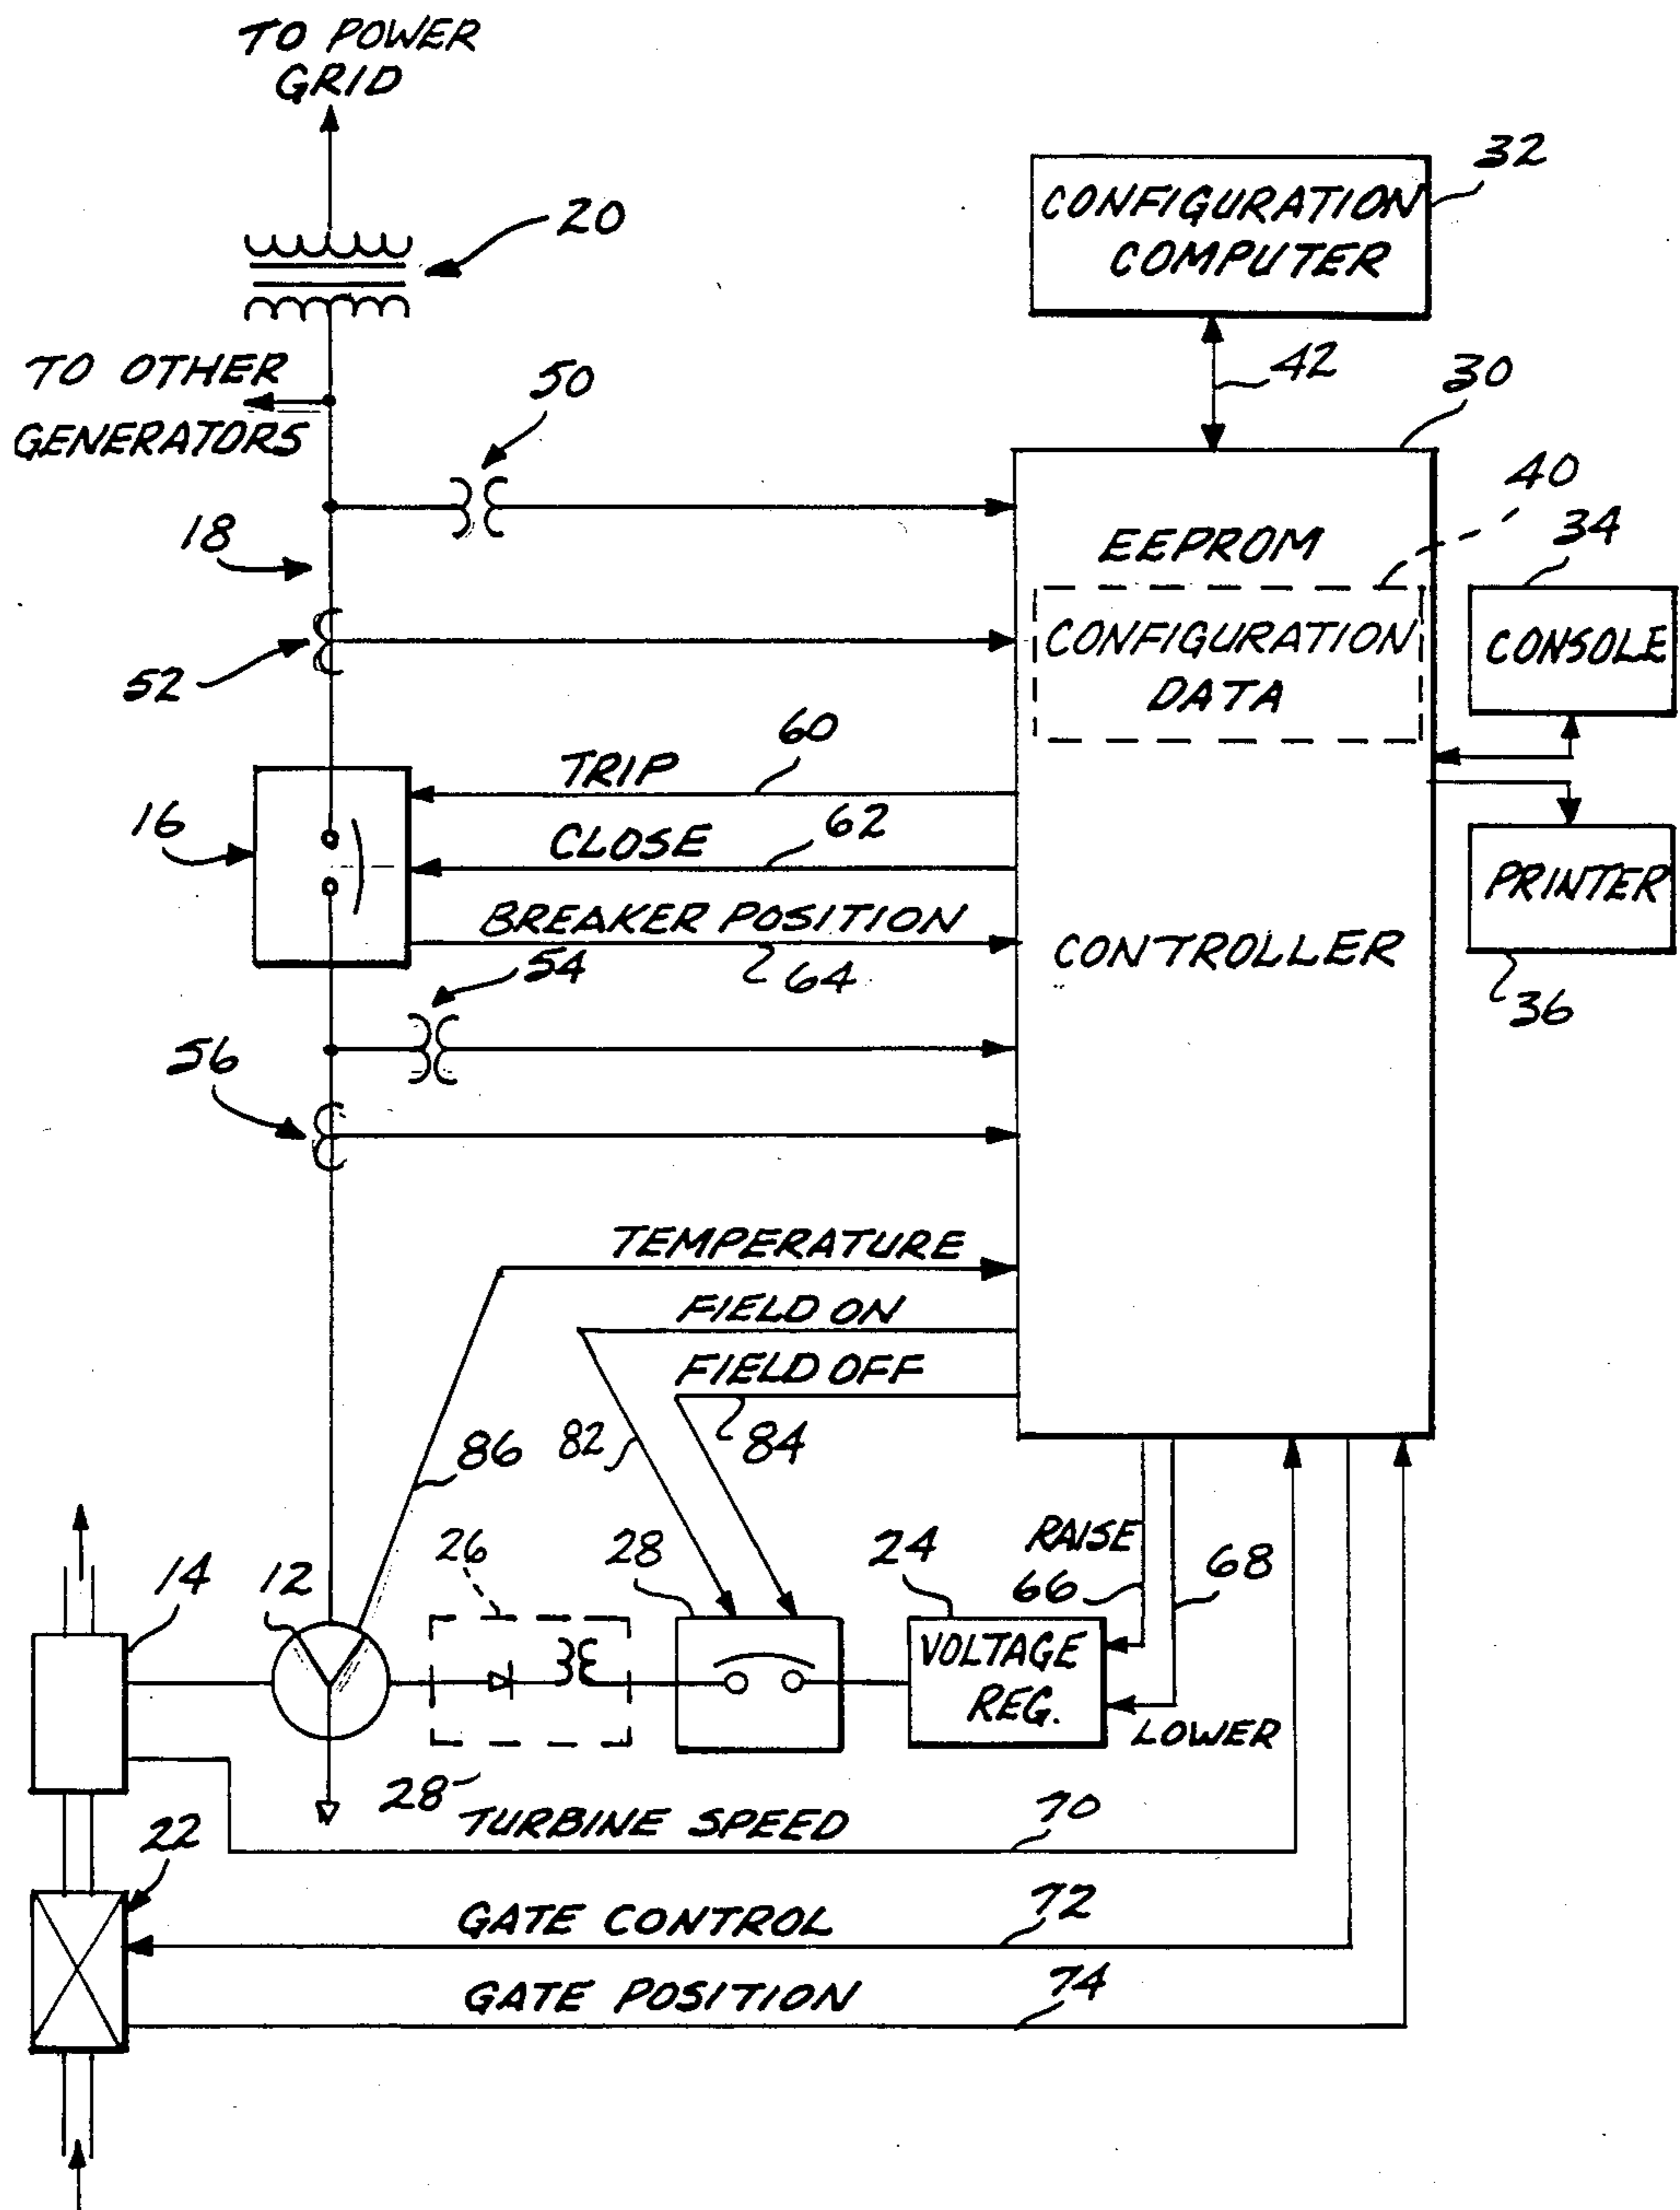 TO POWER
GRID
20
TO OTHER
GENERATORS
CONFIGURATION
COMPUTER
32
42
30
50
18
52
EEPROM
40
CONFIGURATION
DATA
34
CONSOLE
TRIP
60
16
CLOSE
62
PRINTER
BREAKER POSITION
64
CONTROLLER
36
54
56
TEMPERATURE
FIELD ON
FIELD OFF
86
82
84
14
12
26
28
24
RAISE
66
68
VOLTAGE
REG.
LOWER
28
TURBINE SPEED
70
22
GATE CONTROL
72
GATE POSITION
74